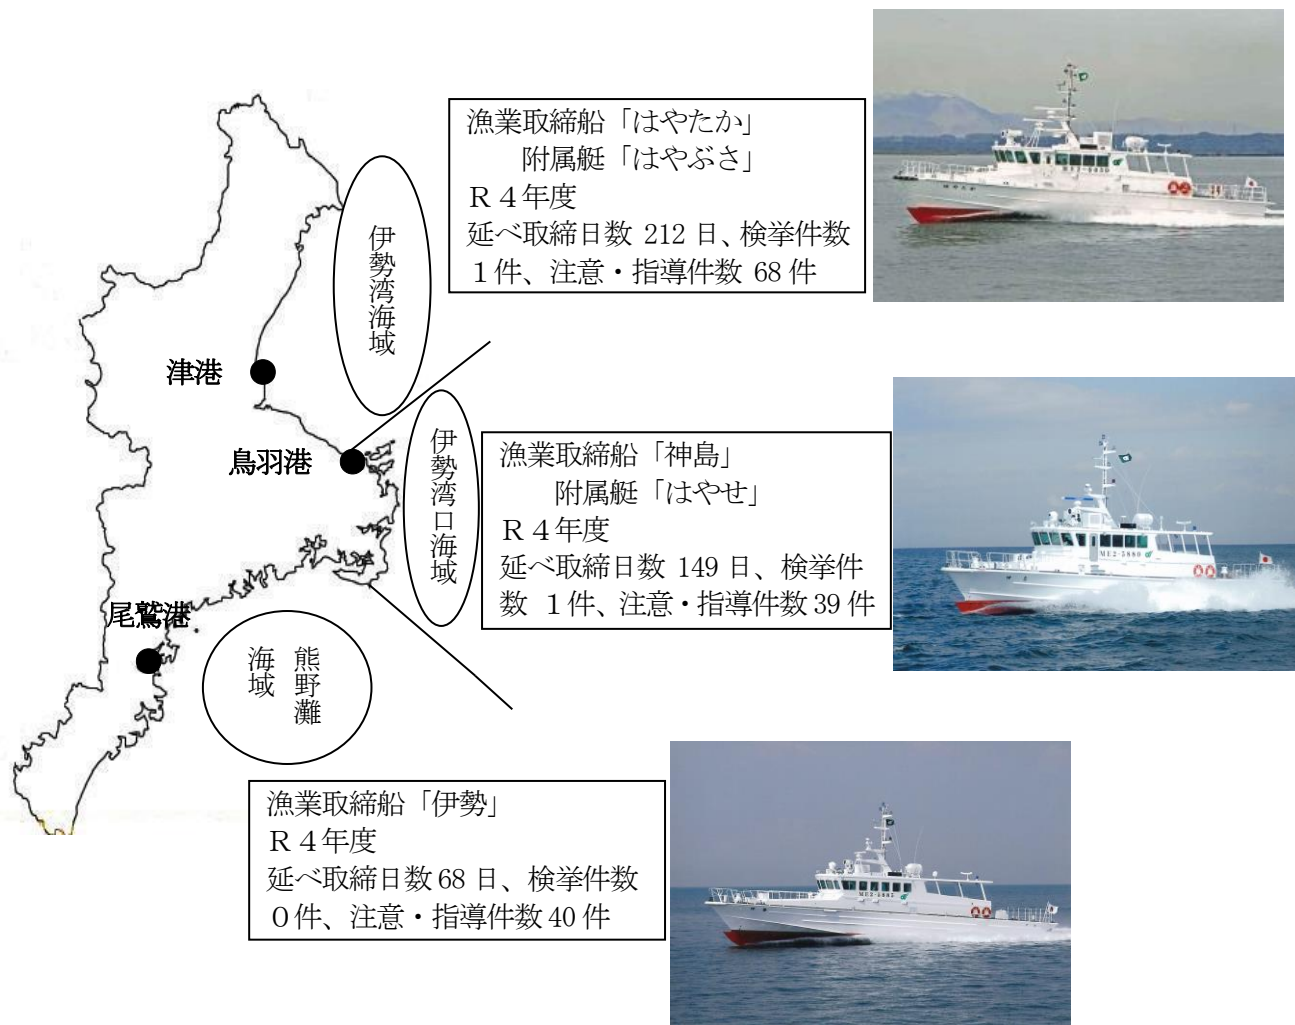 漁業取締船「はやたか」
附属艇「はやぶさ」
Ｒ４年度
延べ取締日数 212 日、検挙件数
１件、注意・指導件数 68 件
伊勢湾海域
津港
鳥羽港
伊勢湾口海域
漁業取締船「神島」
附属艇「はやせ」
Ｒ４年度
延べ取締日数 149 日、検挙件
数 １件、注意・指導件数 39 件
ME2-5880
尾鷲港
熊野灘
海域
漁業取締船「伊勢」
Ｒ４年度
延べ取締日数 68 日、検挙件数
０件、注意・指導件数 40 件